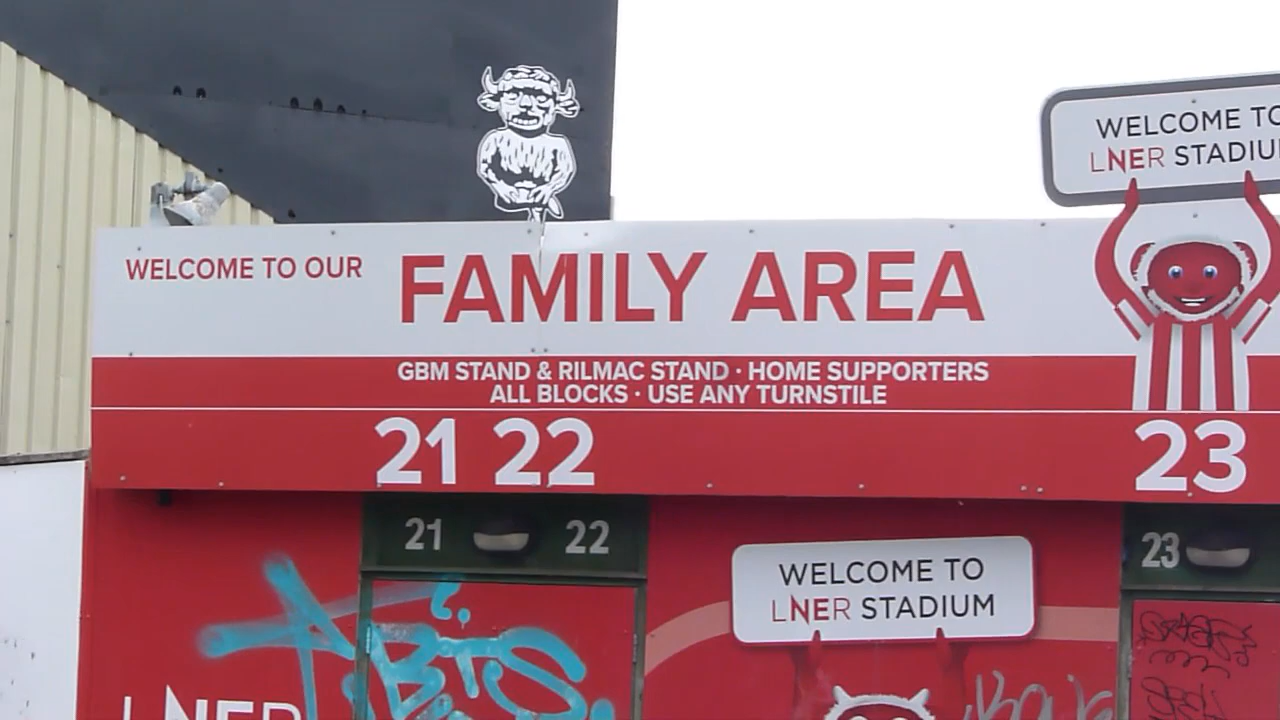 WELCOME TO
LNER STADIU
WELCOME TO OUR
FAMILY AREA
GBM STAND & RILMAC STAND · HOME SUPPORTERS
ALL BLOCKS · USE ANY TURNSTILE
21 22
23
21 22
23
WELCOME TO
LNER STADIUM
LNER